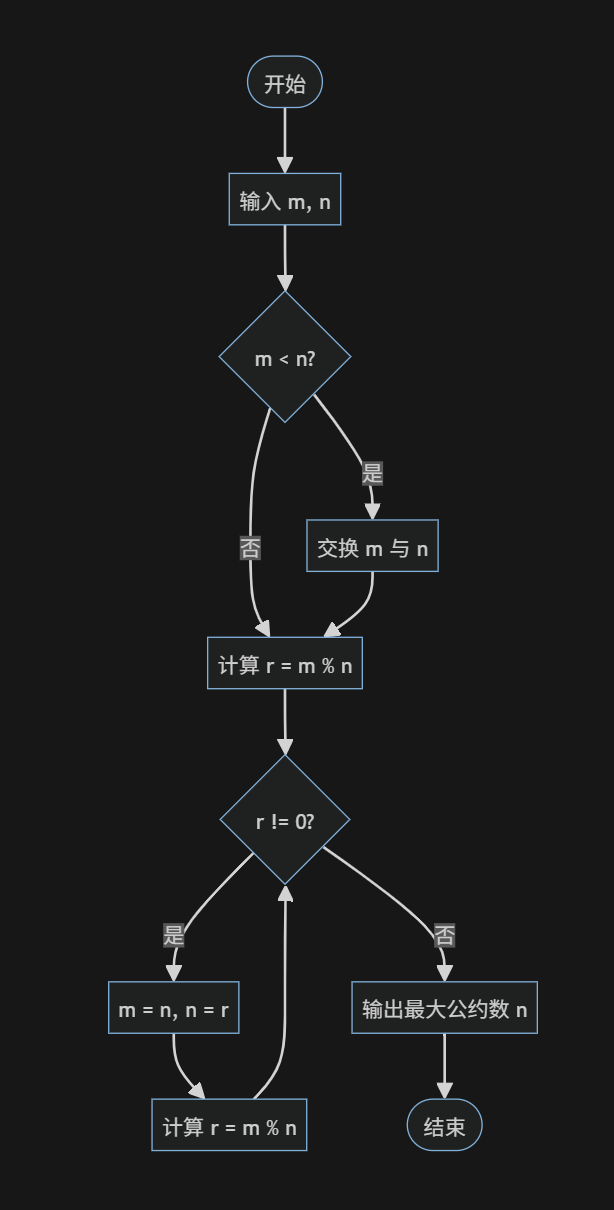 开始
输入 m, n
m < n?
是
否
交换 m 与 n
计算 r = m % n
r != 0?
是
否
m = n, n = r
输出最大公约数 n
计算 r = m % n
结束